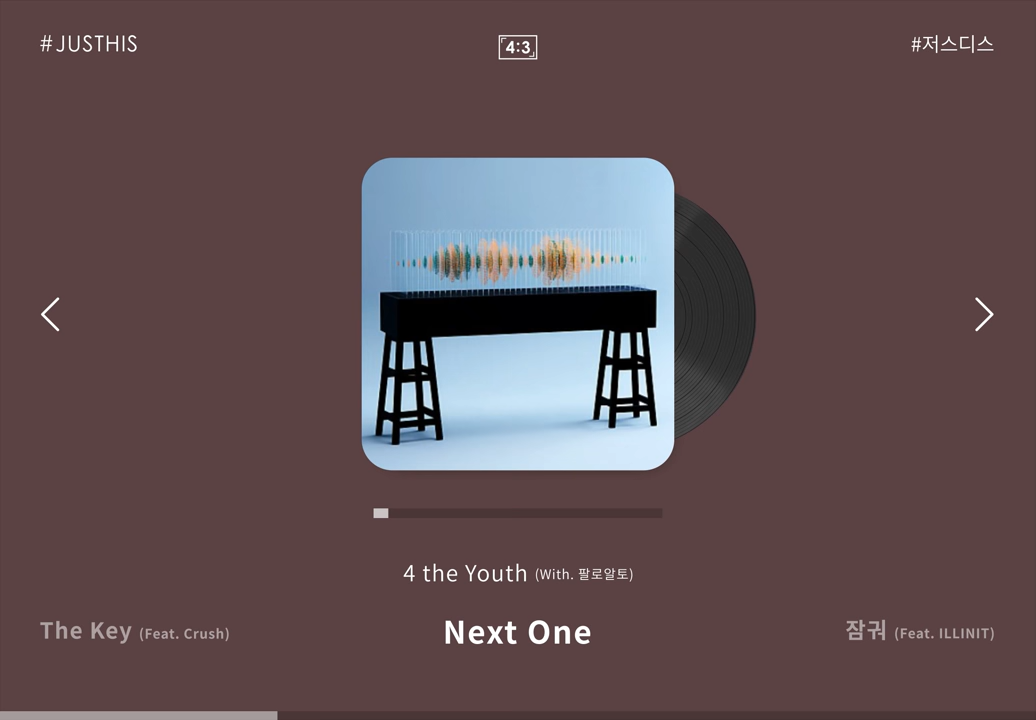 #JUSTHIS
4:3
#저스디스
4 the Youth (With. 팔로알토)
The Key (Feat. Crush)
Next One
잠궈 (Feat. ILLINIT)